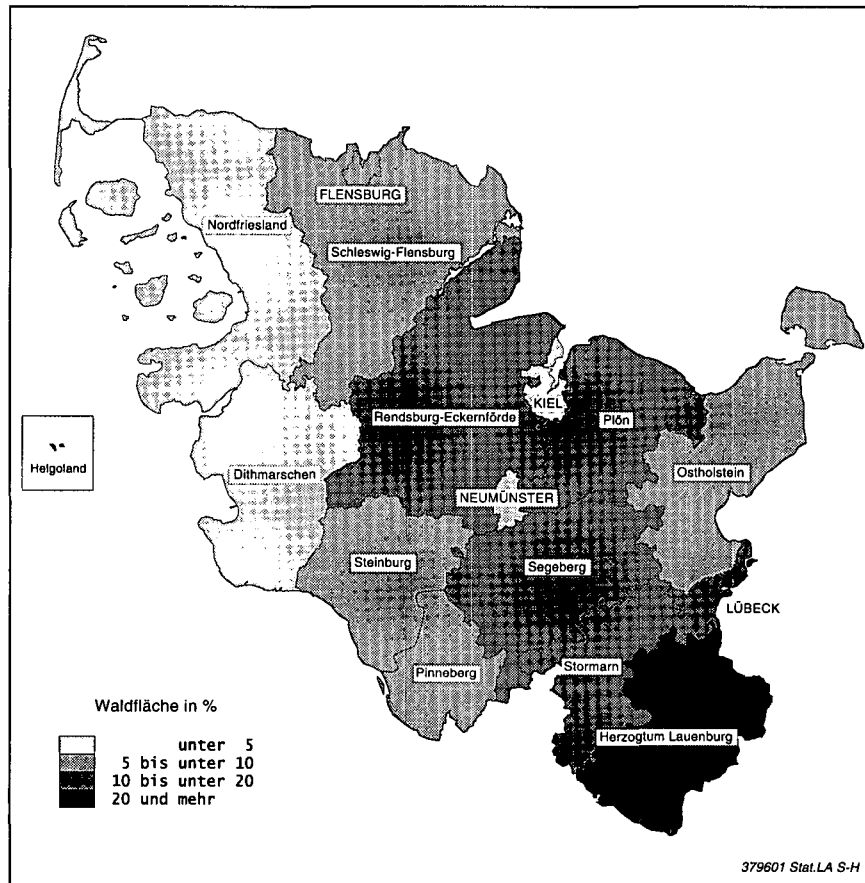 FLENSBURG
Nordfriesland
Schleswig-Flensburg
KIEL
Rendsburg-Eckernförde
Plön
Helgoland
Dithmarschen
Ostholstein
NEUMÜNSTER
Steinburg
Segeberg
LÜBECK
Stormarn
Pinneberg
Herzogtum Lauenburg
Waldfläche in %
unter 5
5 bis unter 10
10 bis unter 20
20 und mehr
379601 Stat.LA S-H